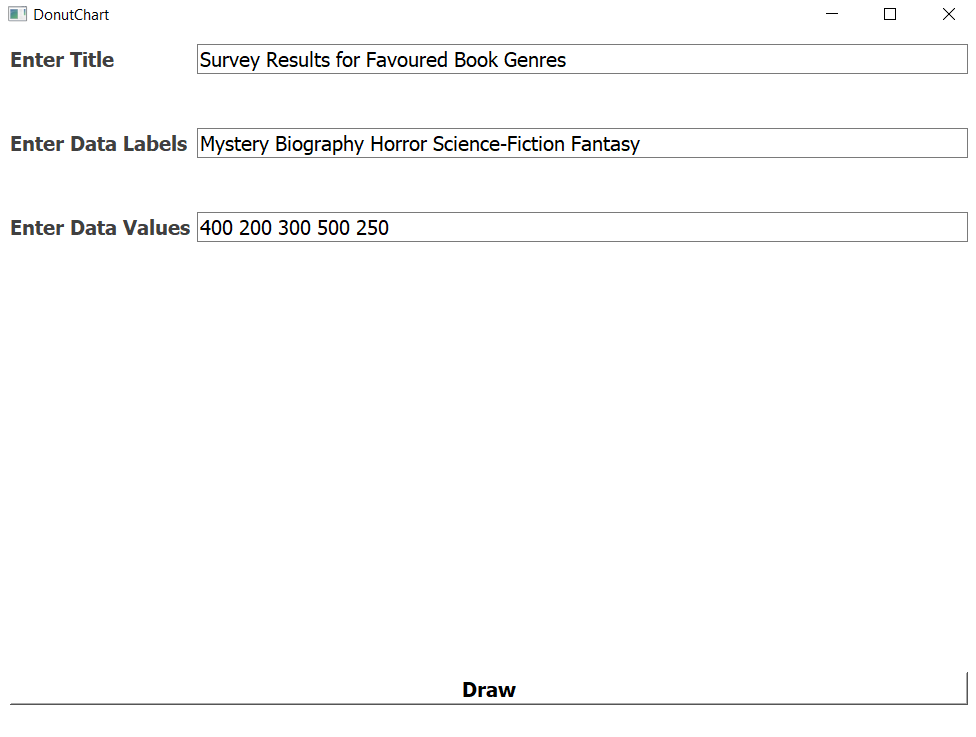 DonutChart
Enter Title Survey Results for Favoured Book Genres
Enter Data Labels Mystery Biography Horror Science-Fiction Fantasy
Enter Data Values 400 200 300 500 250
Draw